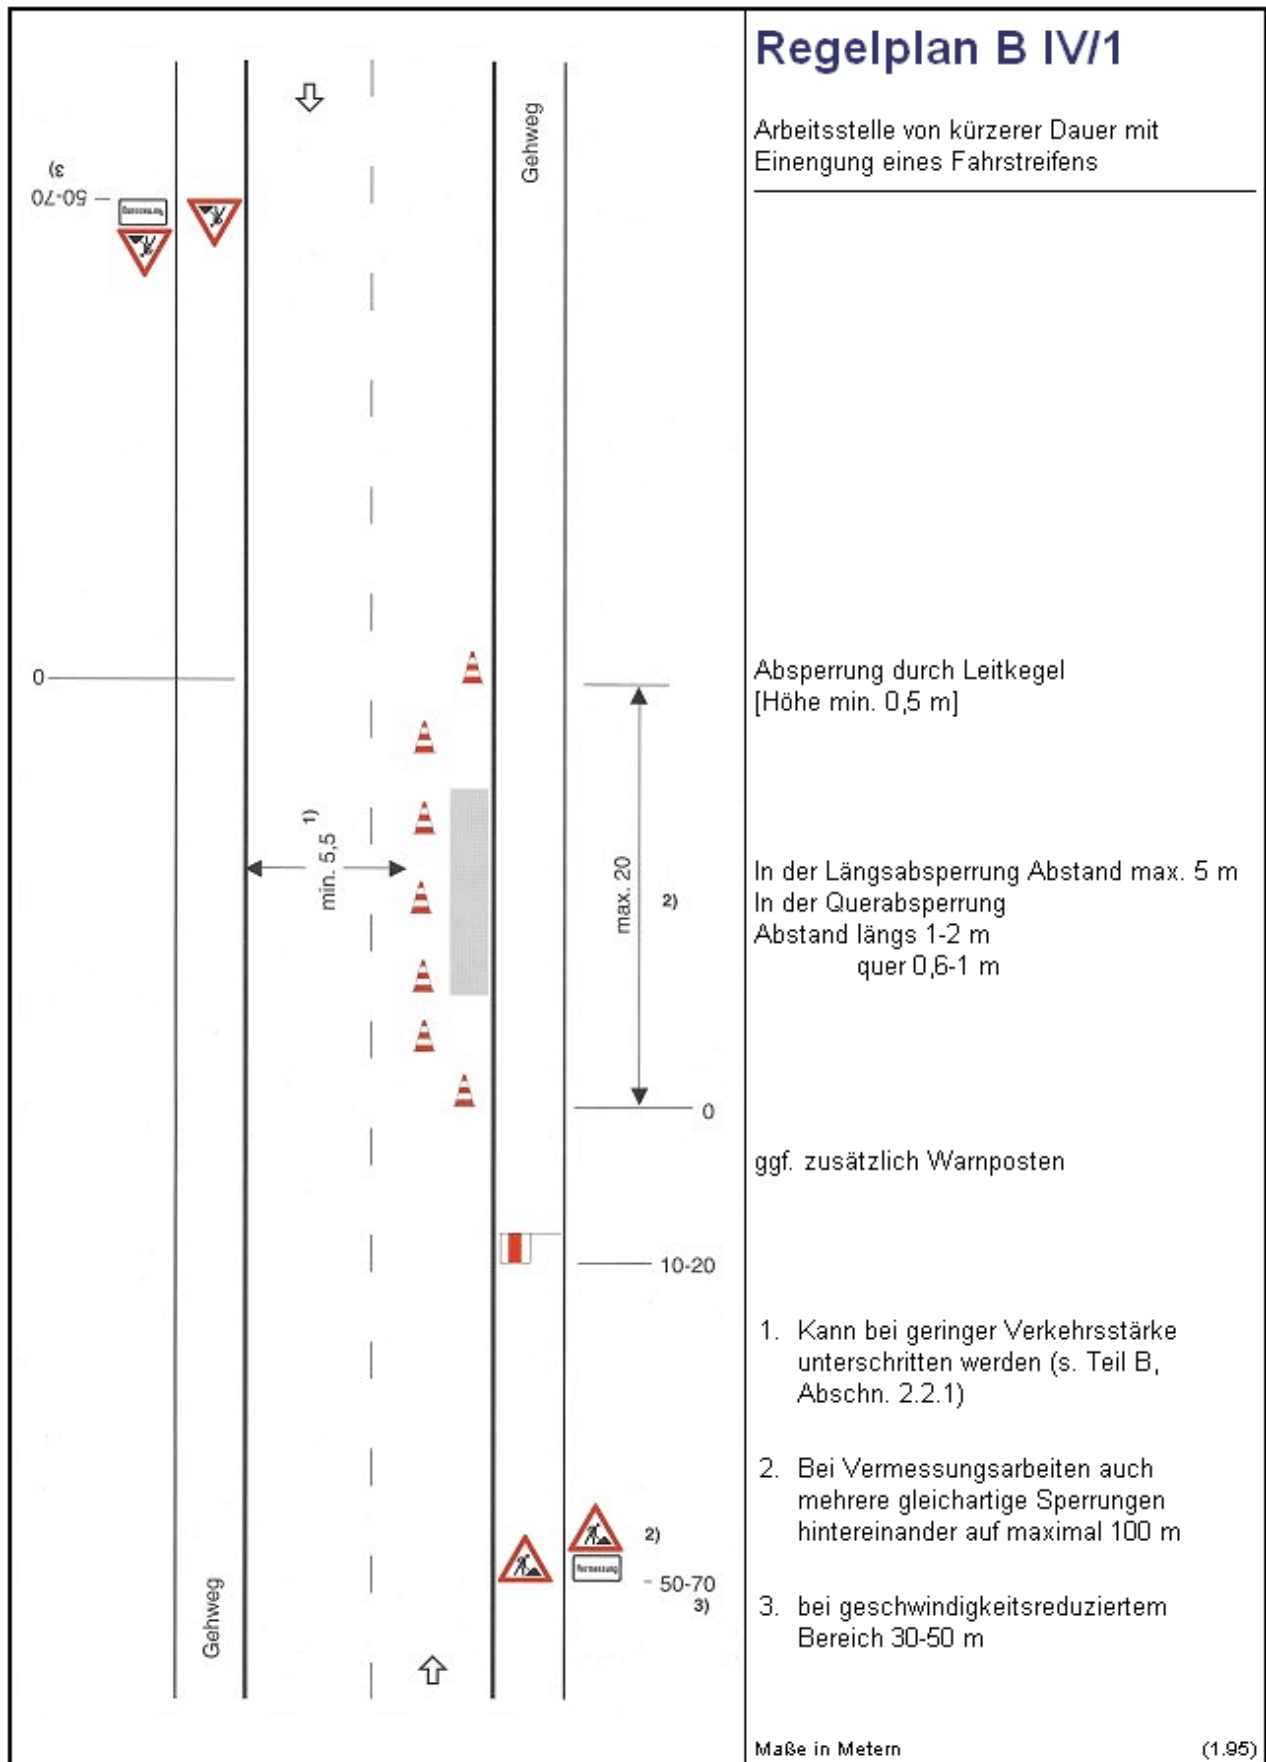 Regelplan B IV/1
Arbeitsstelle von kürzerer Dauer mit
Einengung eines Fahrstreifens
Gehweg
50-70
3)
0
min. 5,5 1)
max. 20
2)
0
10-20
2)
Vermessung
50-70
3)
Gehweg
Absperrung durch Leitkegel
[Höhe min. 0,5 m]
In der Längsabsperrung Abstand max. 5 m
In der Querabsperrung
Abstand längs 1-2 m
quer 0,6-1 m
ggf. zusätzlich Warnposten
1. Kann bei geringer Verkehrsstärke
unterschritten werden (s. Teil B,
Abschn. 2.2.1)
2. Bei Vermessungsarbeiten auch
mehrere gleichartige Sperrungen
hintereinander auf maximal 100 m
3. bei geschwindigkeitsreduziertem
Bereich 30-50 m
Maße in Metern (1.95)